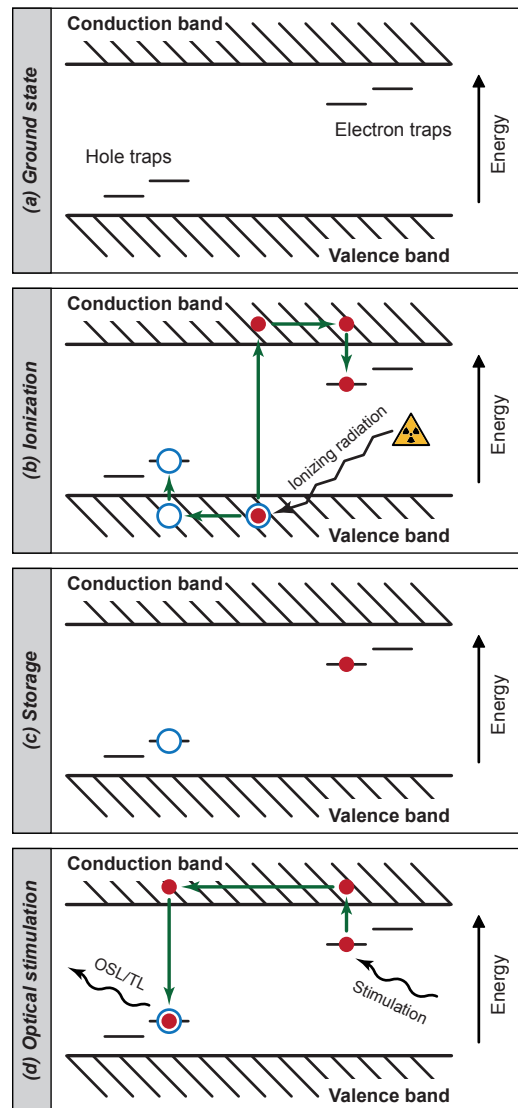 (a) Ground state
Conduction band
Electron traps
Hole traps
Energy
Valence band
(b) Ionization
Conduction band
Ionizing radiation
Energy
Valence band
(c) Storage
Conduction band
Energy
Valence band
(d) Optical stimulation
Conduction band
OSL/TL
Stimulation
Energy
Valence band